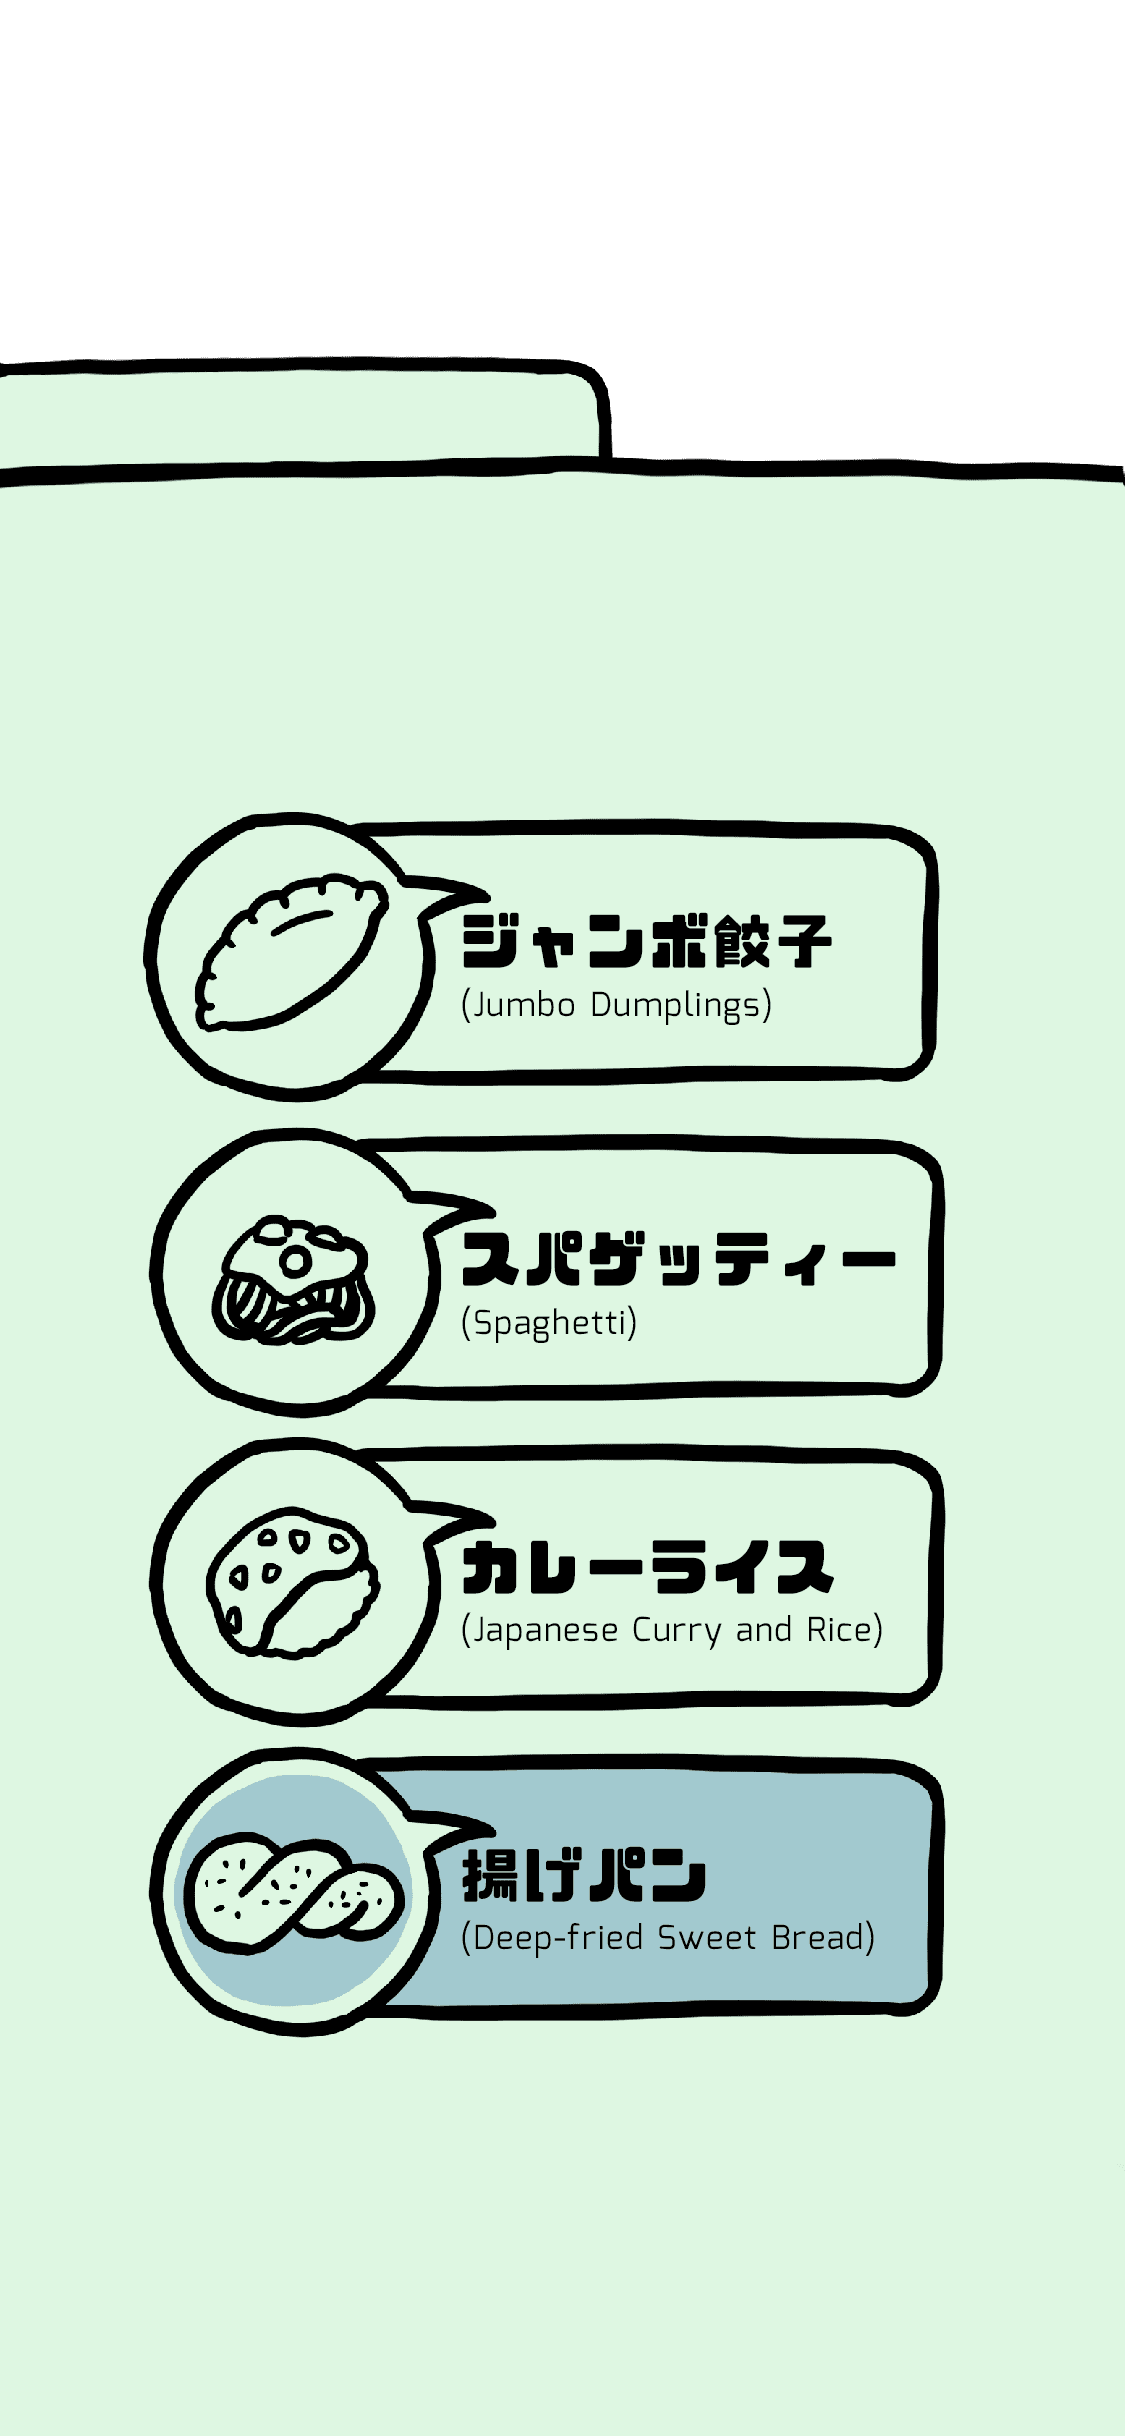 ジャンボ餃子
(Jumbo Dumplings)
スパゲッティー
(Spaghetti)
カレーライス
(Japanese Curry and Rice)
揚げパン
(Deep-fried Sweet Bread)